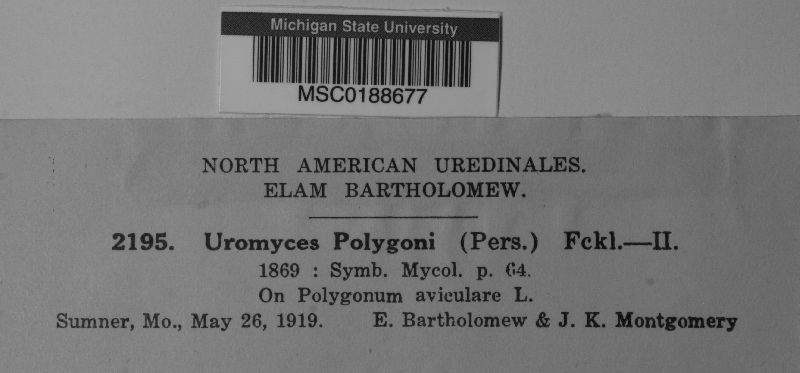 Michigan State University
MSC0188677
NORTH AMERICAN UREDINALES.
ELAM BARTHOLOMEW.
2195. Uromyces Polygoni (Pers.) Fckl.—II.
1869 : Symb. Mycol. p. 64.
On Polygonum aviculare L.
Sumner, Mo., May 26, 1919. E. Bartholomew & J. K. Montgomery